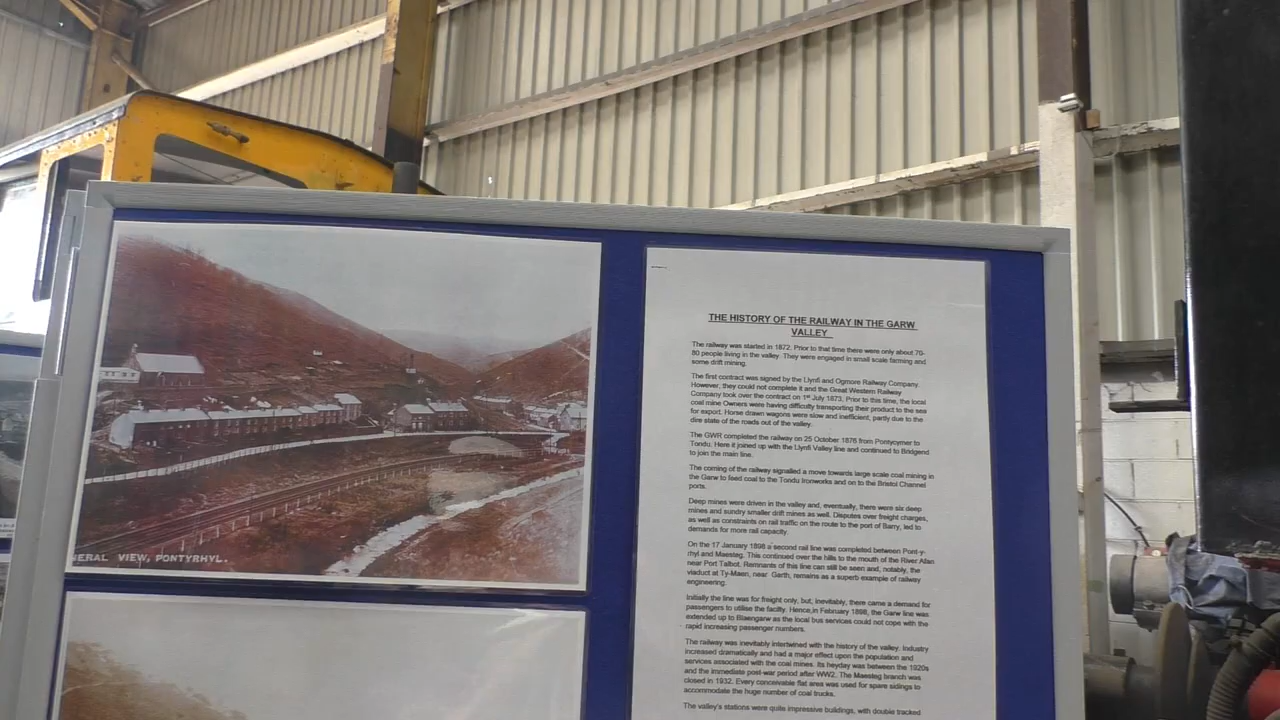 NERAL VIEW, PONTYRHYL.
THE HISTORY OF THE RAILWAY IN THE GARW
VALLEY
The railway was started in 1872. Prior to that time there were only about 70-
80 people living in the valley. They were engaged in small scale farming and
some drift mining.
The first contract was signed by the Llynfi and Ogmore Railway Company.
However, they could not complete it and the Great Western Railway
Company took over the contract on 1st July 1873. Prior to this time, the local
coal mine Owners were having difficulty transporting their product to the sea
for export. Horse drawn wagons were slow and inefficient, partly due to the
dire state of the roads out of the valley.
The GWR completed the railway on 25 October 1876 from Pontycymer to
Tondu. Here it joined up with the Llynfi Valley line and continued to Bridgend
to join the main line.
The coming of the railway signalled a move towards large scale coal mining in
the Garw to feed coal to the Tondu Ironworks and on to the Bristol Channel
ports.
Deep mines were driven in the valley and, eventually, there were six deep
mines and sundry smaller drift mines as well. Disputes over freight charges,
as well as constraints on rail traffic on the route to the port of Barry, led to
demands for more rail capacity.
On the 17 January 1898 a second rail line was completed between Pont-y-
rhyl and Maesteg. This continued over the hills to the mouth of the River Afan
near Port Talbot. Remnants of this line can still be seen and, notably, the
viaduct at Ty-Maen, near Garth, remains as a superb example of railway
engineering.
Initially the line was for freight only, but, inevitably, there came a demand for
passengers to utilise the facility. Hence,in February 1898, the Garw line was
extended up to Blaengarw as the local bus services could not cope with the
rapid increasing passenger numbers.
The railway was inevitably intertwined with the history of the valley. Industry
increased dramatically and had a major effect upon the population and
services associated with the coal mines. Its heyday was between the 1920s
and the immediate post-war period after WW2. The Maesteg branch was
closed in 1932. Every conceivable flat area was used for spare sidings to
accommodate the huge number of coal trucks.
The valley's stations were quite impressive buildings, with double tracked